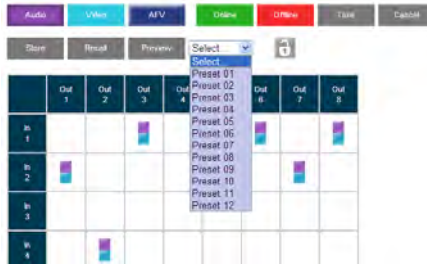 Audio Video AFV Online Offline Take Cancel
Store Recall Preview Select...
Select...
Preset 01
Preset 02
Preset 03
Preset 04
Preset 05
Preset 06
Preset 07
Preset 08
Preset 09
Preset 10
Preset 11
Preset 12
Out 1 Out 2 Out 3 Out Out 6 Out 7 Out 8
In 1
In 2
In 3
In 4